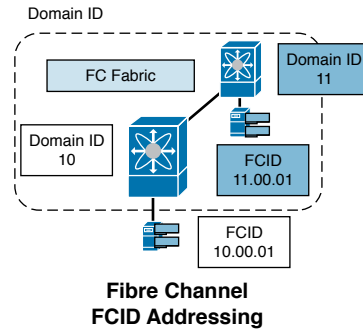 Domain ID
FC Fabric
Domain ID
11
Domain ID
10
FCID
11.00.01
FCID
10.00.01
Fibre Channel
FCID Addressing